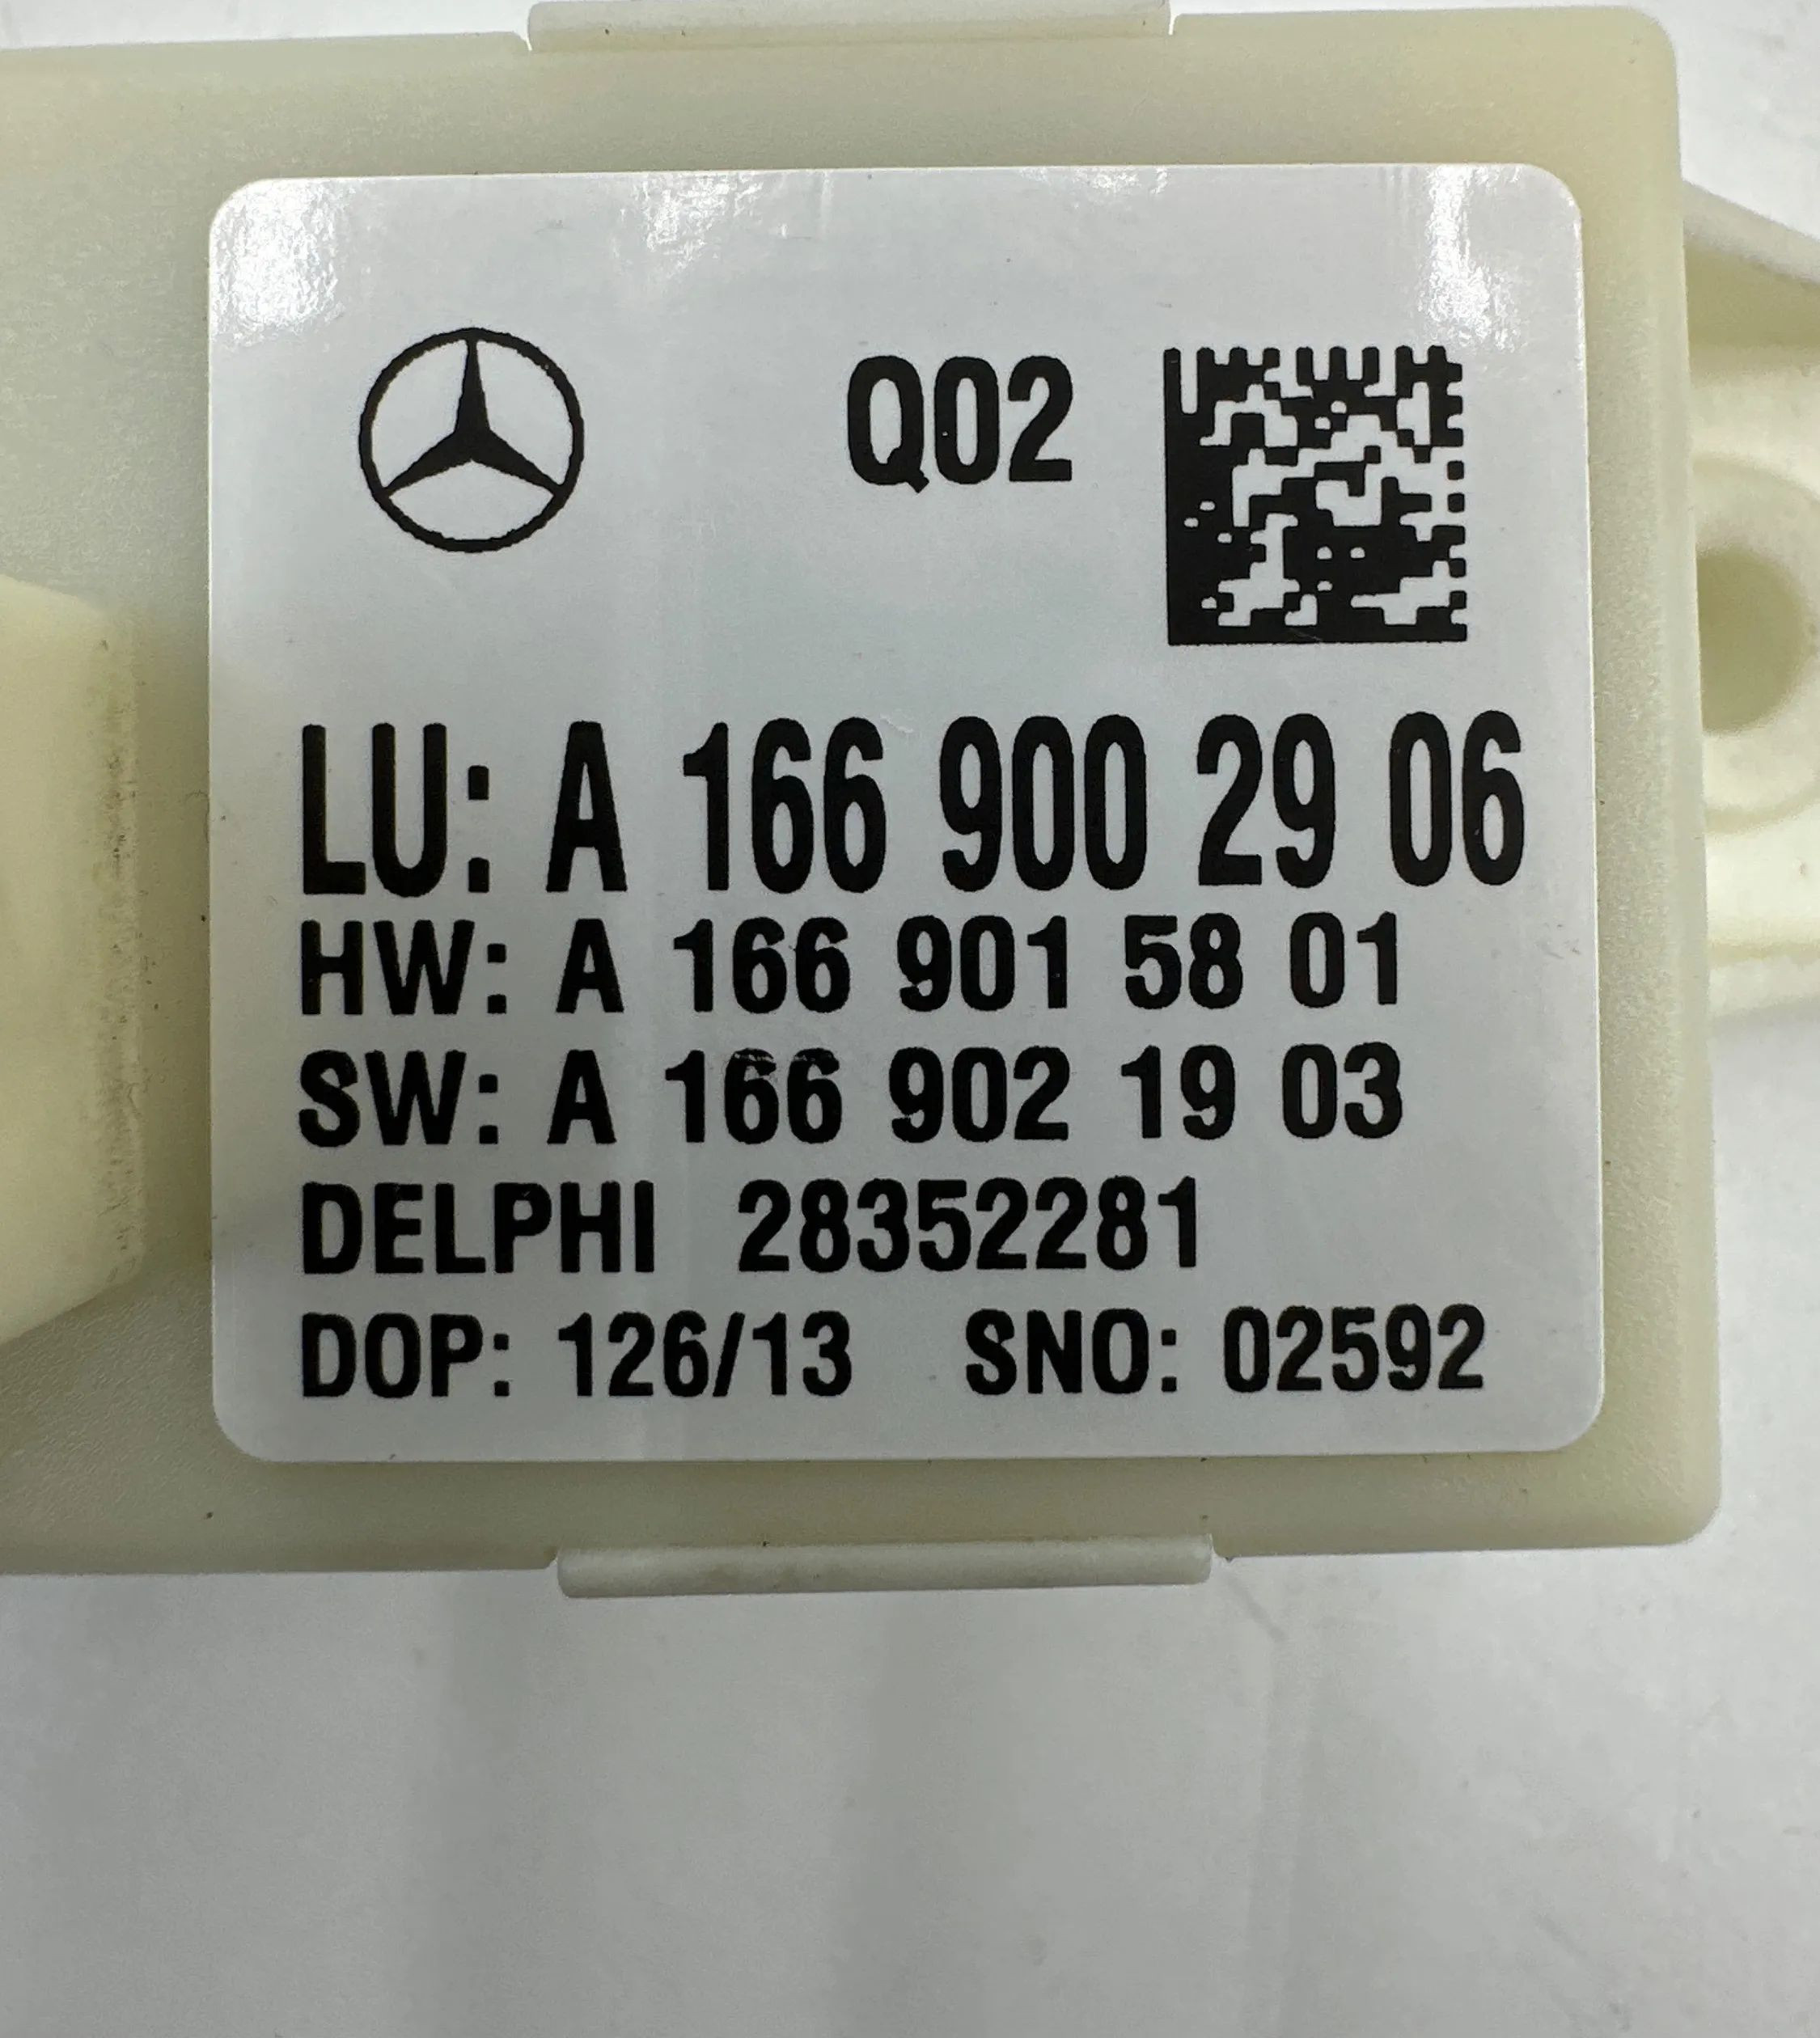 Q02
LU: A 166 900 29 06
HW: A 166 901 58 01
SW: A 166 902 19 03
DELPHI 28352281
DOP: 126/13 SNO: 02592